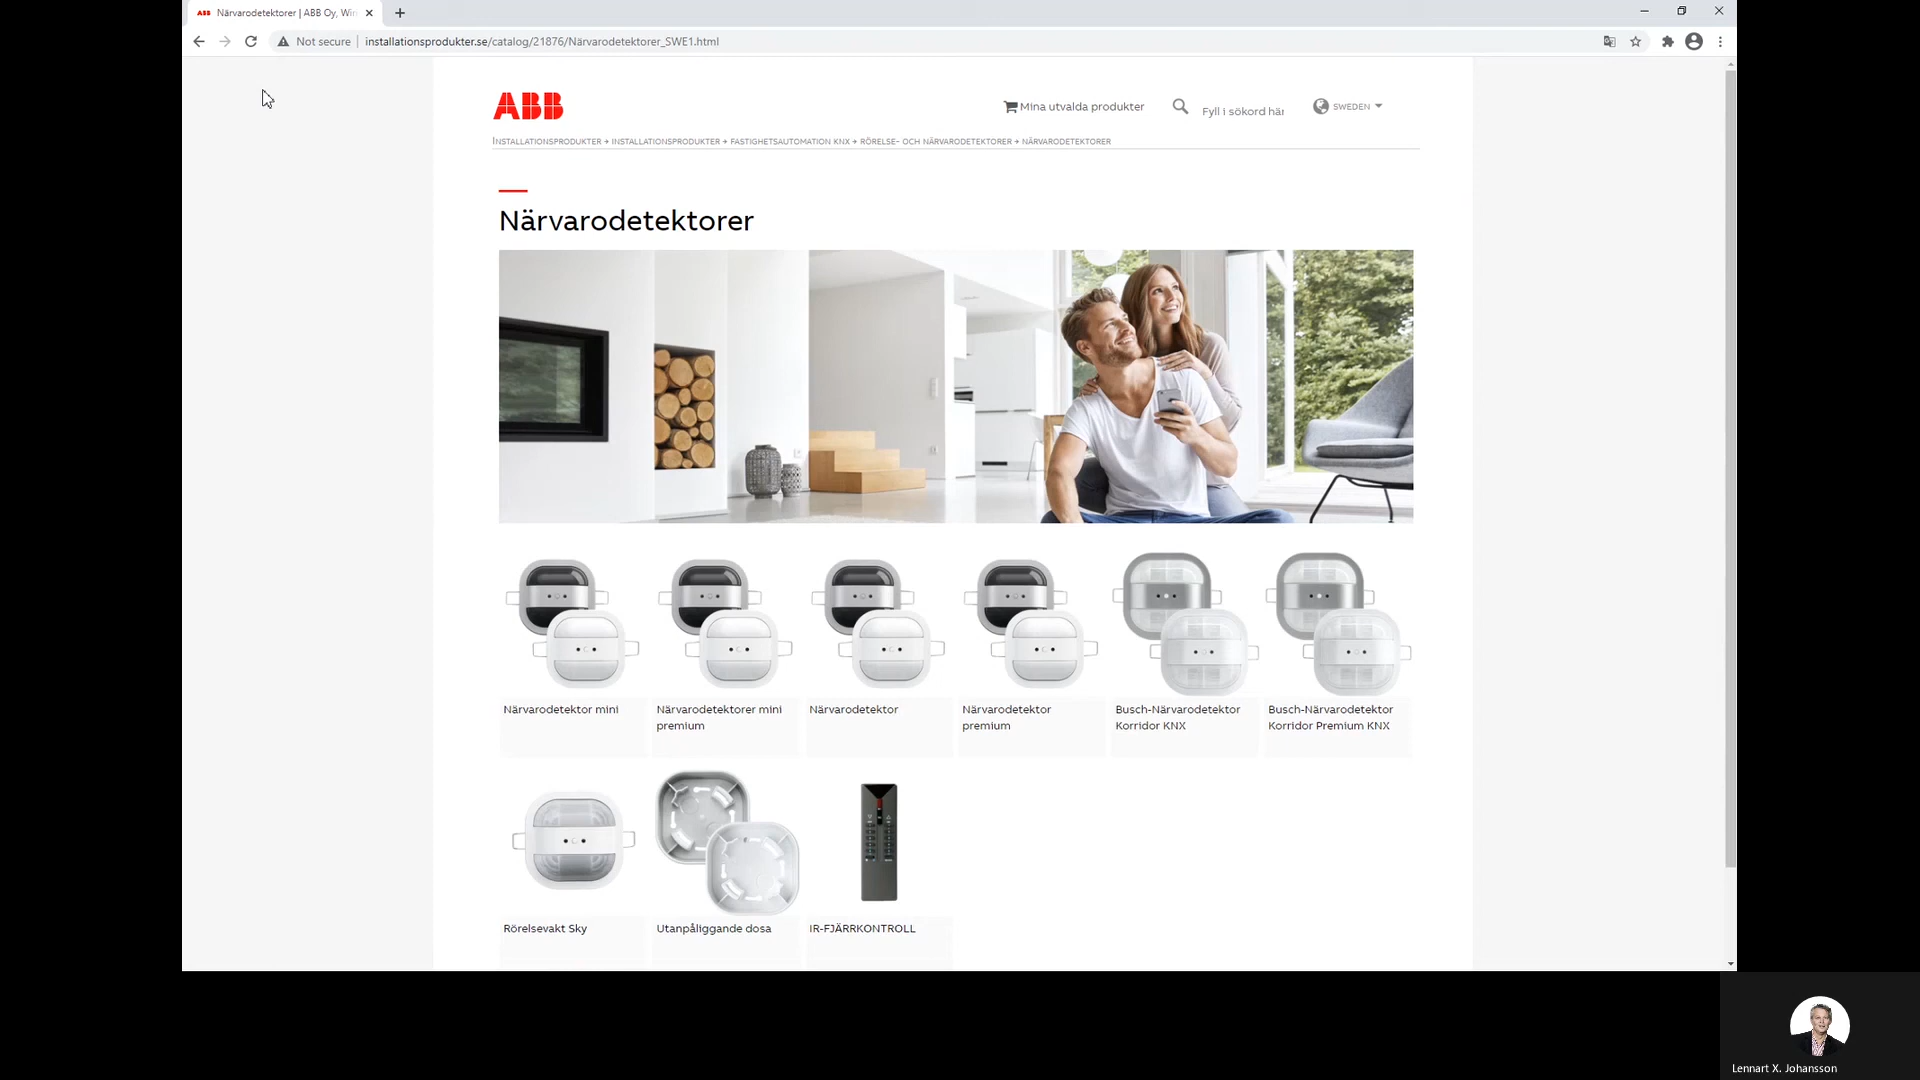 ABB Närvarodetektorer | ABB Oy, Wir
Not secure | installationsprodukter.se/catalog/21876/Närvarodetektorer_SWE1.html
ABB
Mina utvalda produkter
Fyll i sökord här
SWEDEN
INSTALLATIONSPRODUKTER → INSTALLATIONSPRODUKTER → FASTIGHETSAUTOMATION KNX → RÖRELSE- OCH NÄRVARODETEKTORER → NÄRVARODETEKTORER
Närvarodetektorer
Närvarodetektor mini
Närvarodetektorer mini
premium
Närvarodetektor
Närvarodetektor
premium
Busch-Närvarodetektor
Korridor KNX
Busch-Närvarodetektor
Korridor Premium KNX
Rörelsevakt Sky
Utanpåliggande dosa
IR-FJÄRRKONTROLL
Lennart X. Johansson